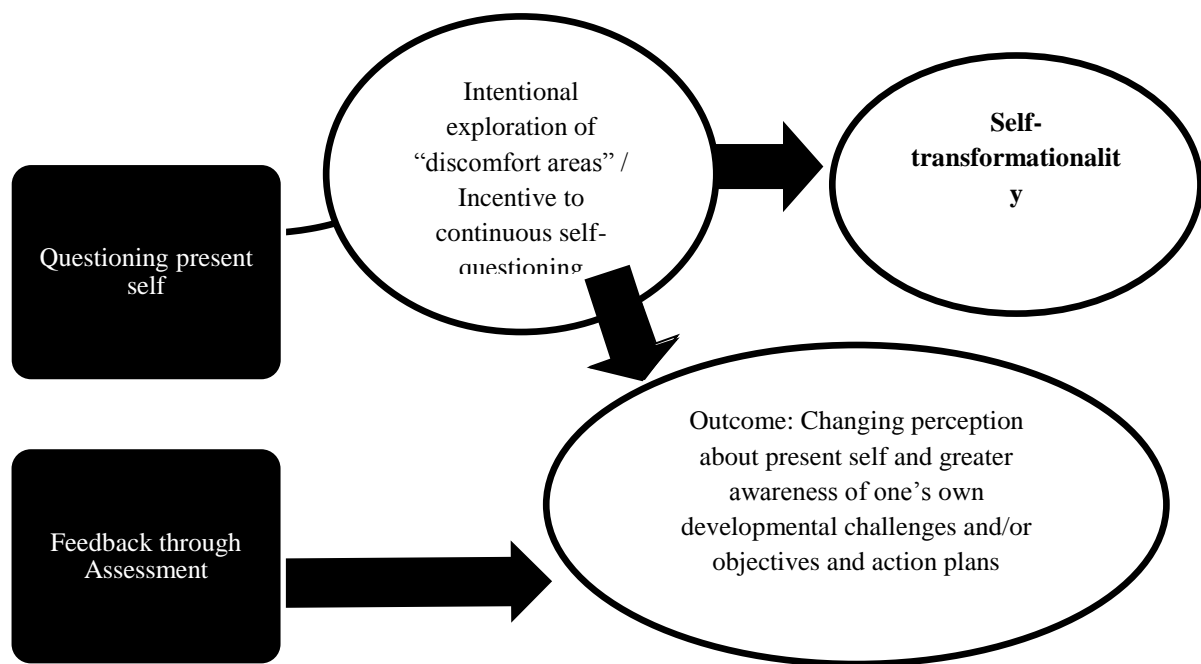 Intentional
exploration of
“discomfort areas” /
Incentive to
continuous self-
questioning
Self-
transformationalit
y
Questioning present
self
Outcome: Changing perception
about present self and greater
awareness of one’s own
developmental challenges and/or
objectives and action plans
Feedback through
Assessment